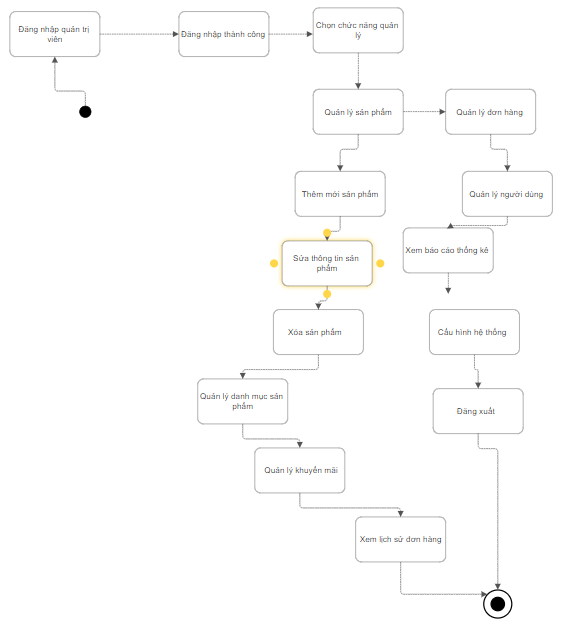 Đăng nhập quản trị
viên
Đăng nhập thành công
Chọn chức năng quản
lý
Quản lý sản phẩm
Quản lý đơn hàng
Thêm mới sản phẩm
Quản lý người dùng
Sửa thông tin sản
phẩm
Xem báo cáo thống kê
Xóa sản phẩm
Cấu hình hệ thống
Quản lý danh mục sản
phẩm
Đăng xuất
Quản lý khuyến mãi
Xem lịch sử đơn hàng